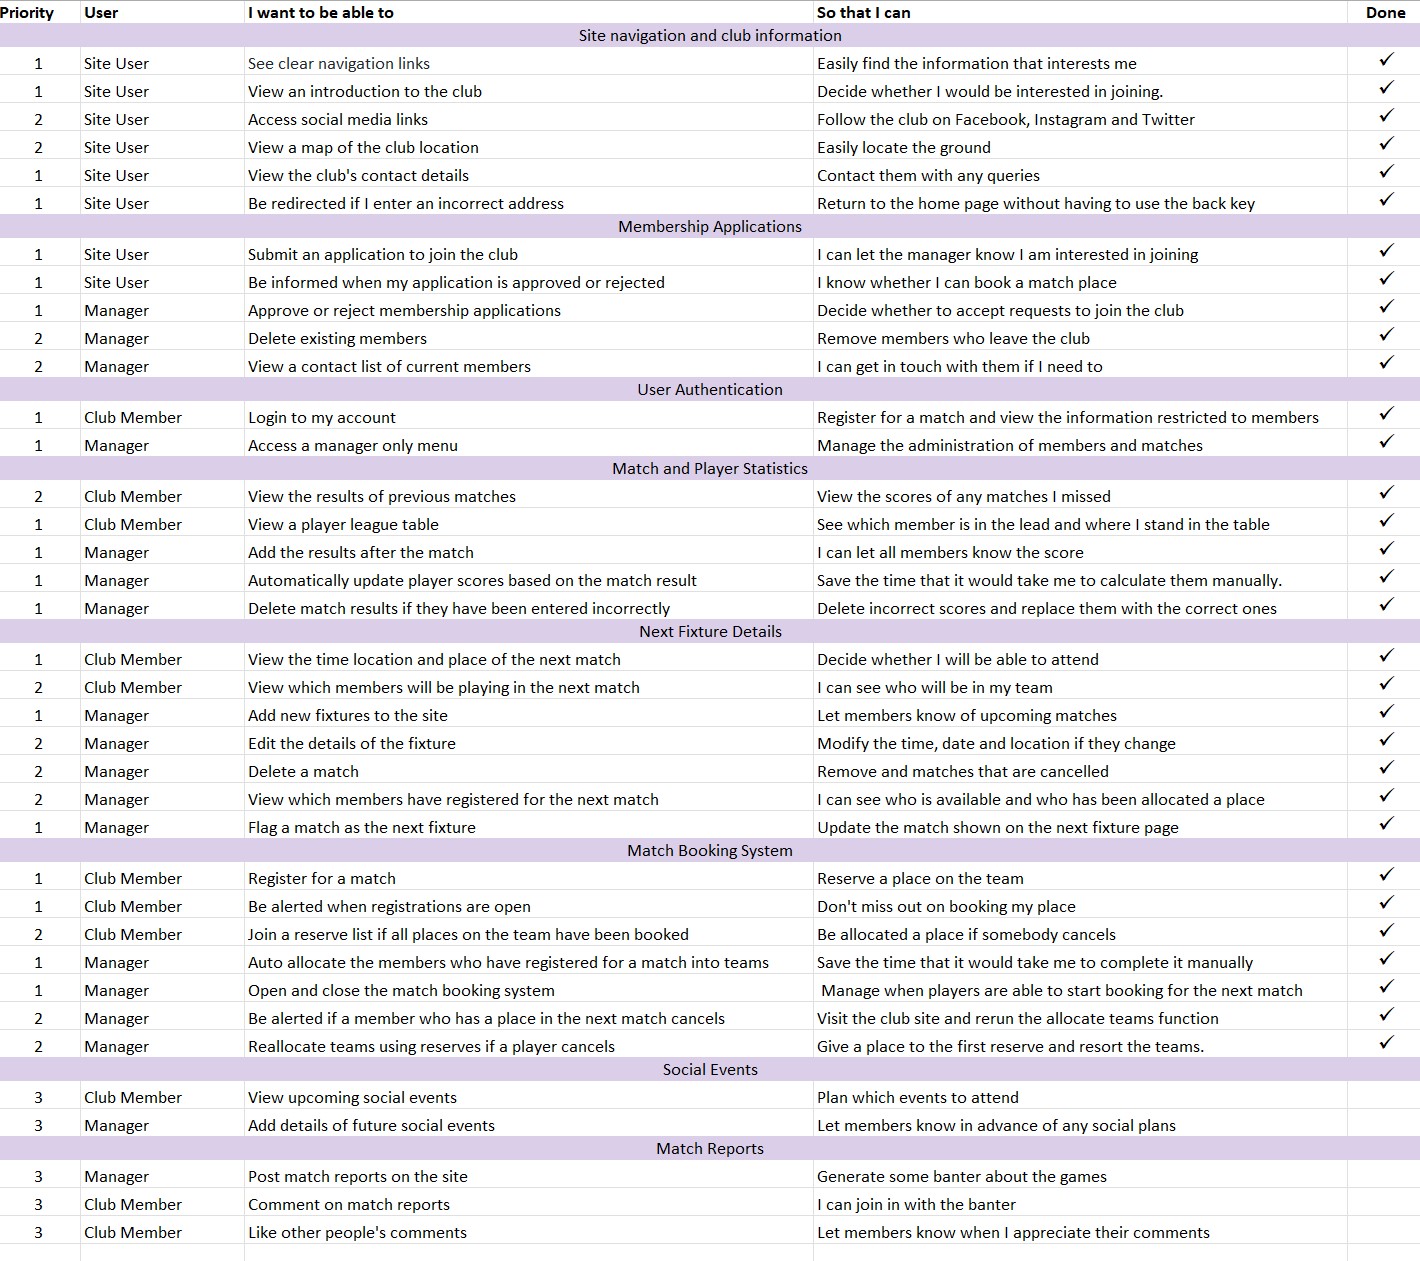 Priority User I want to be able to So that I can Done
Site navigation and club information
1 Site User See clear navigation links Easily find the information that interests me ✓
1 Site User View an introduction to the club Decide whether I would be interested in joining. ✓
2 Site User Access social media links Follow the club on Facebook, Instagram and Twitter ✓
2 Site User View a map of the club location Easily locate the ground ✓
1 Site User View the club's contact details Contact them with any queries ✓
1 Site User Be redirected if I enter an incorrect address Return to the home page without having to use the back key ✓
Membership Applications
1 Site User Submit an application to join the club I can let the manager know I am interested in joining ✓
1 Site User Be informed when my application is approved or rejected I know whether I can book a match place ✓
1 Manager Approve or reject membership applications Decide whether to accept requests to join the club ✓
2 Manager Delete existing members Remove members who leave the club ✓
2 Manager View a contact list of current members I can get in touch with them if I need to ✓
User Authentication
1 Club Member Login to my account Register for a match and view the information restricted to members ✓
1 Manager Access a manager only menu Manage the administration of members and matches ✓
Match and Player Statistics
2 Club Member View the results of previous matches View the scores of any matches I missed ✓
1 Club Member View a player league table See which member is in the lead and where I stand in the table ✓
1 Manager Add the results after the match I can let all members know the score ✓
1 Manager Automatically update player scores based on the match result Save the time that it would take me to calculate them manually. ✓
1 Manager Delete match results if they have been entered incorrectly Delete incorrect scores and replace them with the correct ones ✓
Next Fixture Details
1 Club Member View the time location and place of the next match Decide whether I will be able to attend ✓
2 Club Member View which members will be playing in the next match I can see who will be in my team ✓
1 Manager Add new fixtures to the site Let members know of upcoming matches ✓
2 Manager Edit the details of the fixture Modify the time, date and location if they change ✓
2 Manager Delete a match Remove and matches that are cancelled ✓
2 Manager View which members have registered for the next match I can see who is available and who has been allocated a place ✓
1 Manager Flag a match as the next fixture Update the match shown on the next fixture page ✓
Match Booking System
1 Club Member Register for a match Reserve a place on the team ✓
1 Club Member Be alerted when registrations are open Don't miss out on booking my place ✓
2 Club Member Join a reserve list if all places on the team have been booked Be allocated a place if somebody cancels ✓
1 Manager Auto allocate the members who have registered for a match into teams Save the time that it would take me to complete it manually ✓
1 Manager Open and close the match booking system Manage when players are able to start booking for the next match ✓
2 Manager Be alerted if a member who has a place in the next match cancels Visit the club site and rerun the allocate teams function ✓
2 Manager Reallocate teams using reserves if a player cancels Give a place to the first reserve and resort the teams. ✓
Social Events
3 Club Member View upcoming social events Plan which events to attend
3 Manager Add details of future social events Let members know in advance of any social plans
Match Reports
3 Manager Post match reports on the site Generate some banter about the games
3 Club Member Comment on match reports I can join in with the banter
3 Club Member Like other people's comments Let members know when I appreciate their comments